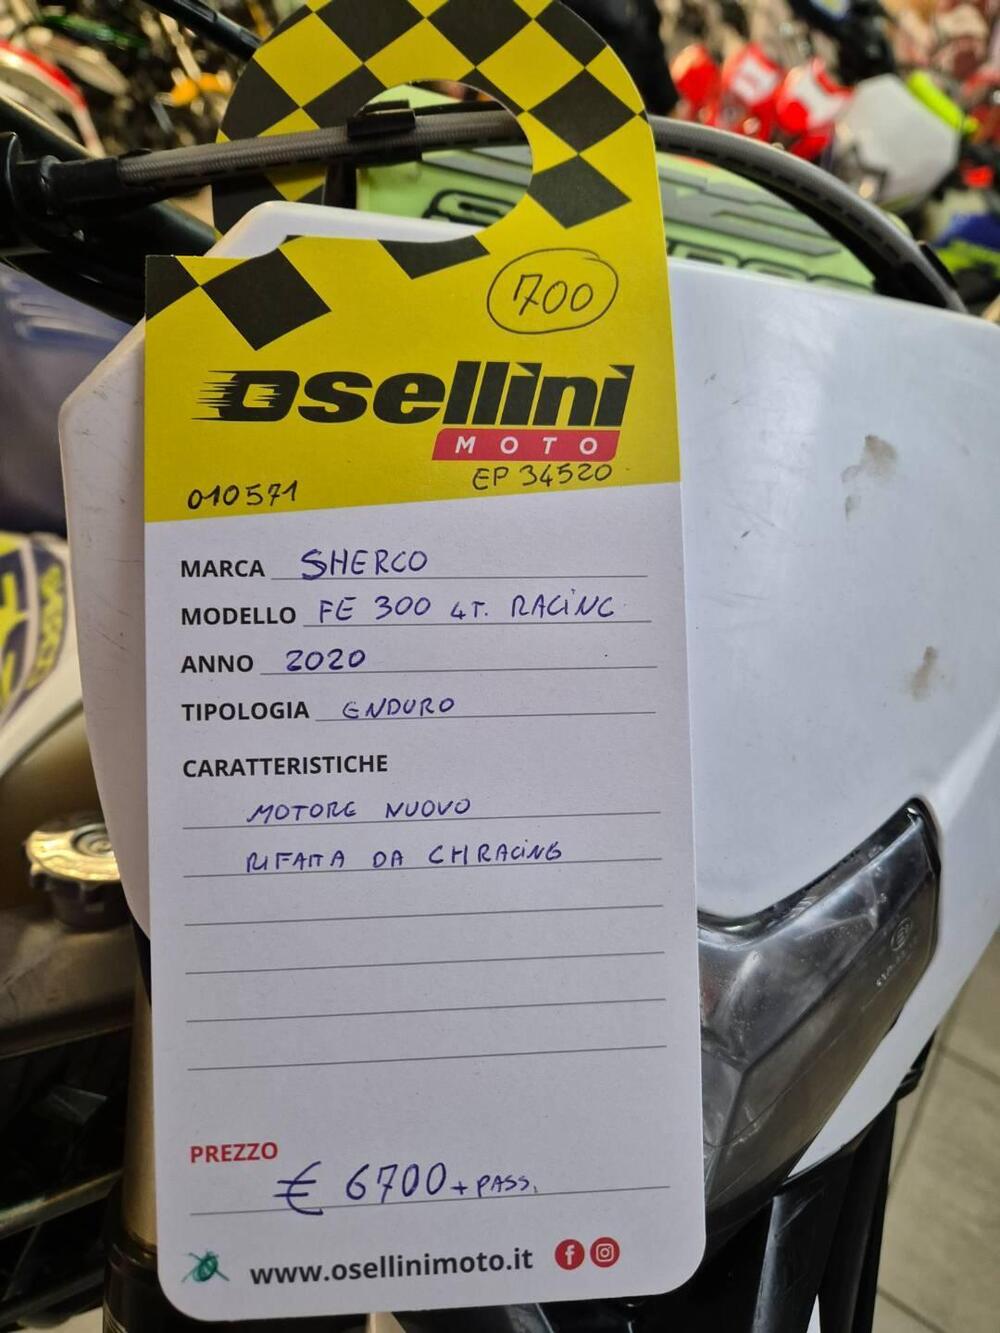 700
Osellini
MOTO
010571 EP 34520
MARCA SHERCO
MODELLO FE 300 4T. RACING
ANNO 2020
TIPOLOGIA ENDURO
CARATTERISTICHE
MOTORE NUOVO
RIFATTA DA CHRACING
PREZZO
€ 6700 + PASS.
www.osellinimoto.it